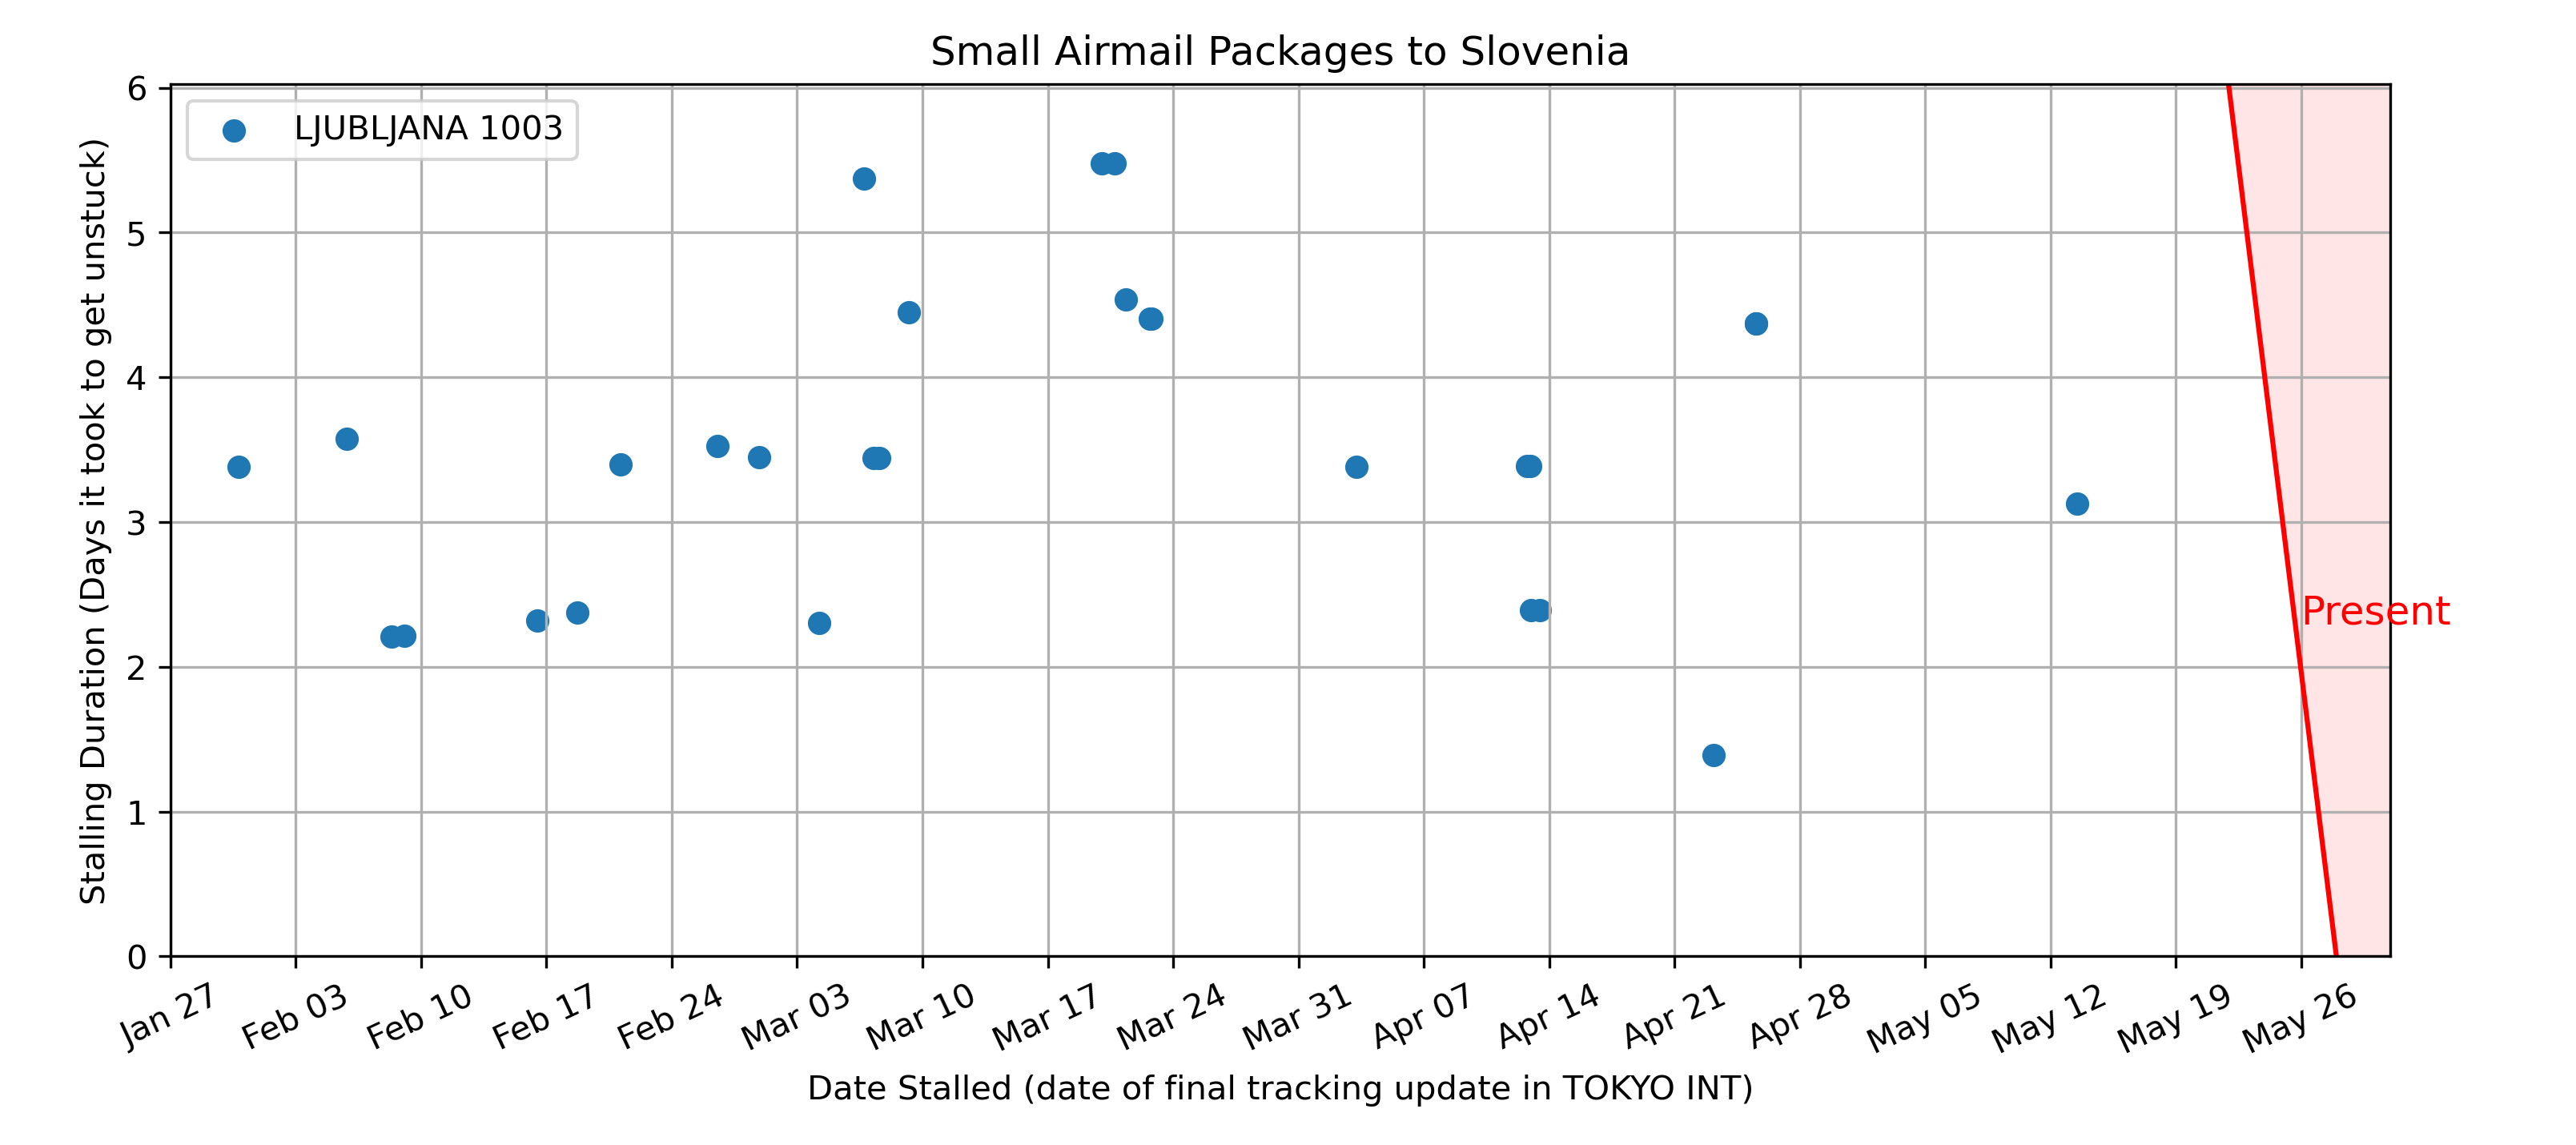 Small Airmail Packages to Slovenia
LJUBLJANA 1003
Stalling Duration (Days it took to get unstuck)
6
5
4
3
2
1
0
Present
Jan 27 Feb 03 Feb 10 Feb 17 Feb 24 Mar 03 Mar 10 Mar 17 Mar 24 Mar 31 Apr 07 Apr 14 Apr 21 Apr 28 May 05 May 12 May 19 May 26
Date Stalled (date of final tracking update in TOKYO INT)